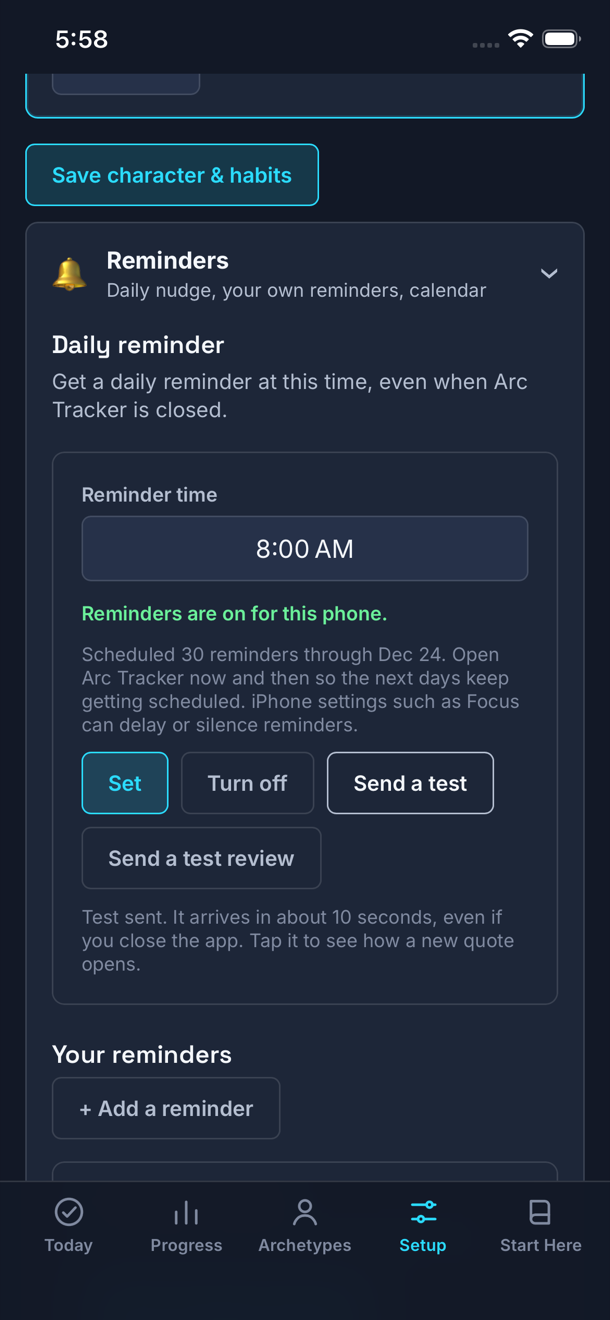 5:58
Save character & habits
Reminders
Daily nudge, your own reminders, calendar
Daily reminder
Get a daily reminder at this time, even when Arc
Tracker is closed.
Reminder time
8:00 AM
Reminders are on for this phone.
Scheduled 30 reminders through Dec 24. Open
Arc Tracker now and then so the next days keep
getting scheduled. iPhone settings such as Focus
can delay or silence reminders.
Set
Turn off
Send a test
Send a test review
Test sent. It arrives in about 10 seconds, even if
you close the app. Tap it to see how a new quote
opens.
Your reminders
+ Add a reminder
Today
Progress
Archetypes
Setup
Start Here